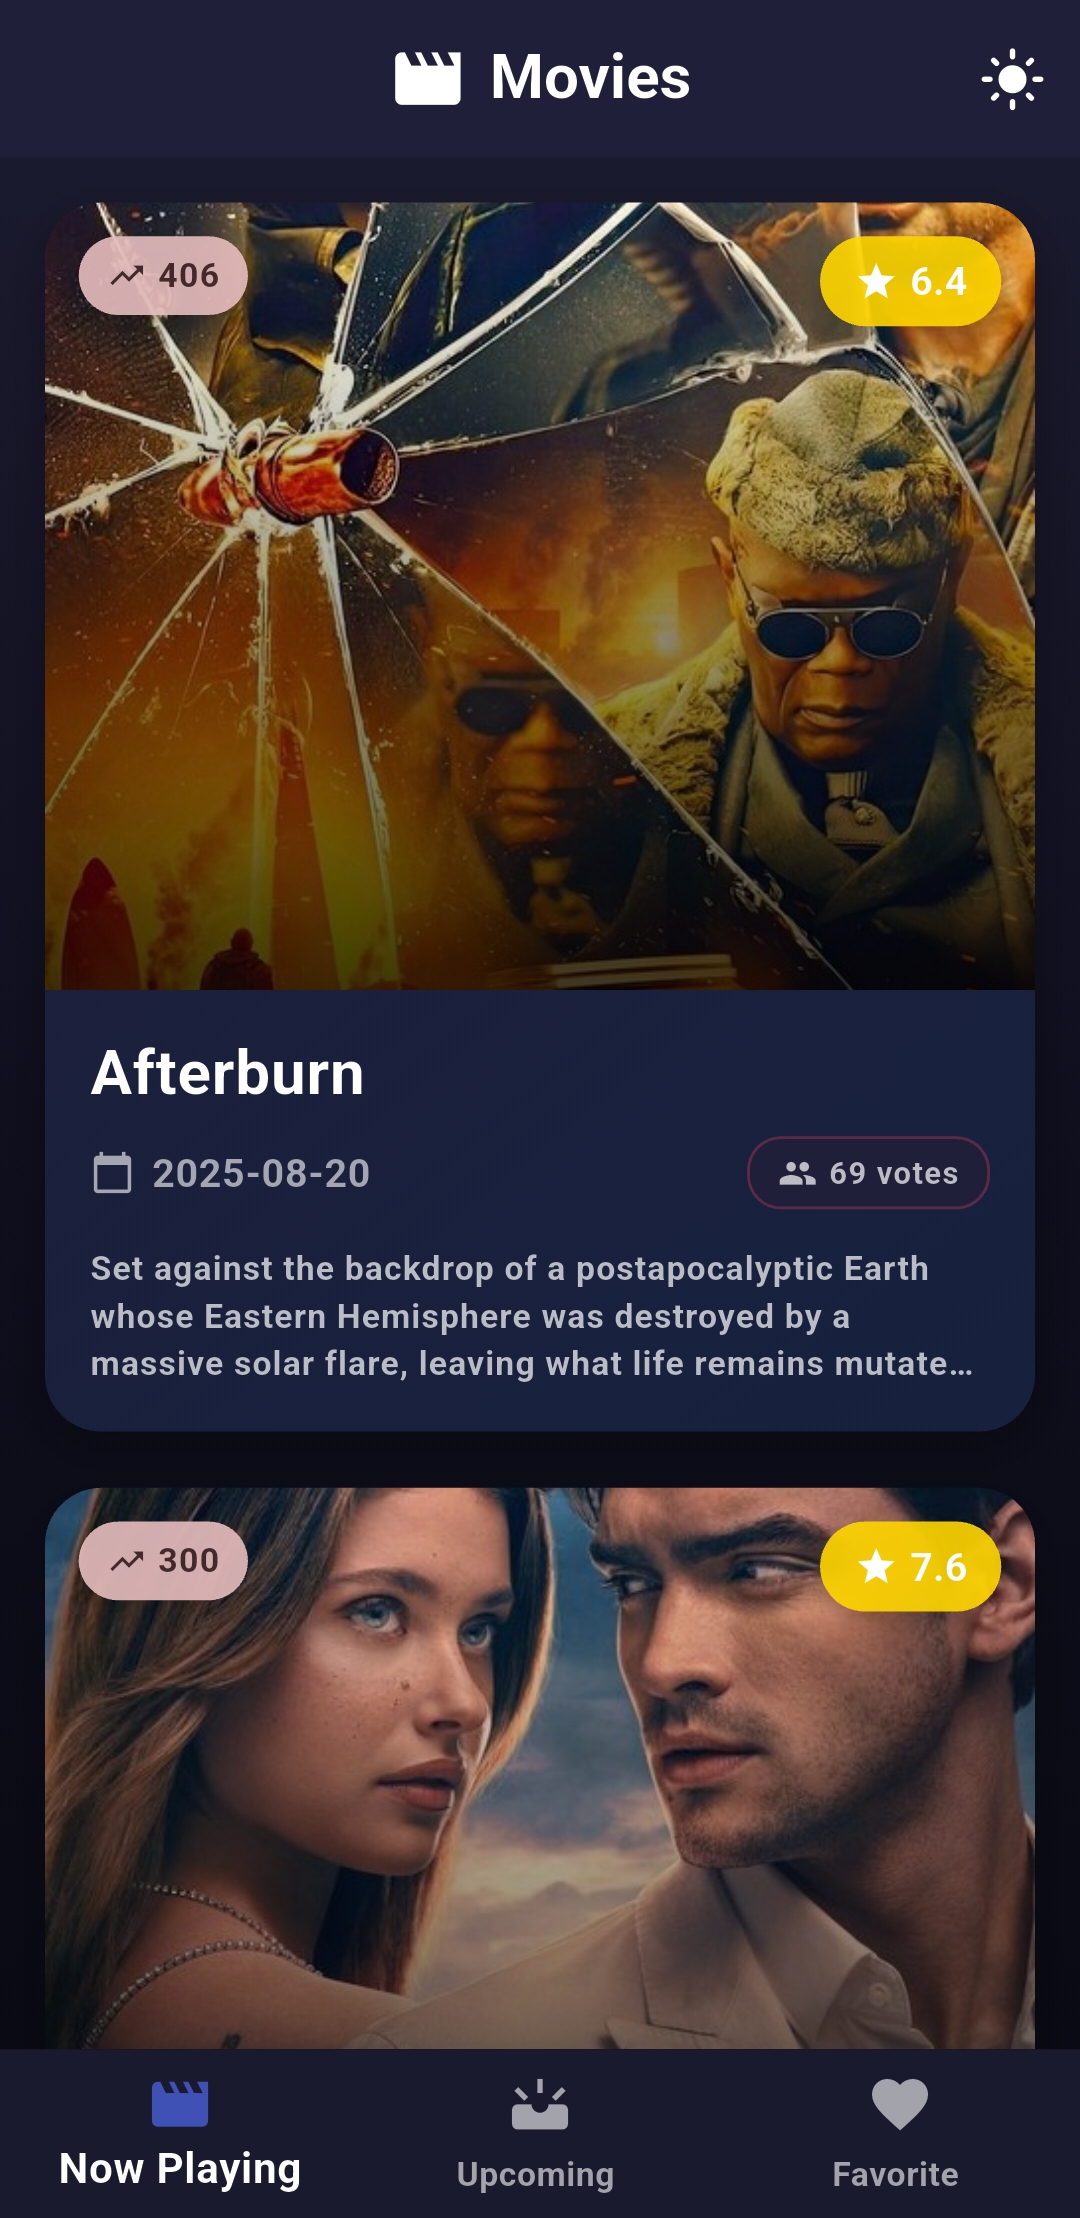 Movies
406
6.4
Afterburn
2025-08-20
69 votes
Set against the backdrop of a postapocalyptic Earth
whose Eastern Hemisphere was destroyed by a
massive solar flare, leaving what life remains mutate…
300
7.6
Now Playing
Upcoming
Favorite